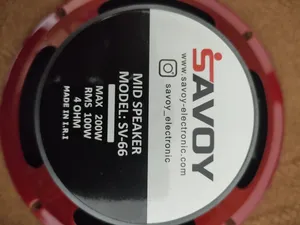 SAVOY
www.savoy-electronic.com
savoy_electronic
MID SPEAKER
MODEL: SV-66
MAX 200W
RMS 100W
4 OHM
MADE IN I.R.I